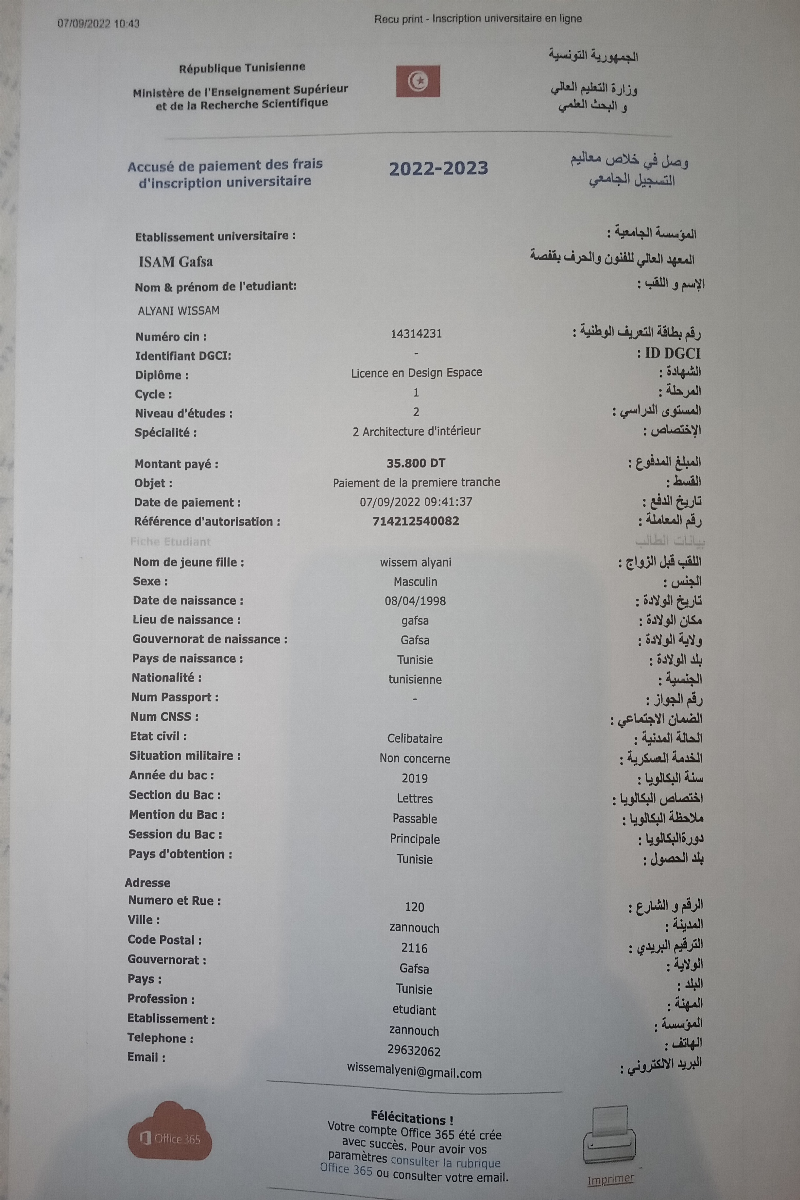 07/09/2022 10:43
Recu print - Inscription universitaire en ligne
République Tunisienne
الجمهورية التونسية
Ministère de l'Enseignement Supérieur
et de la Recherche Scientifique
وزارة التعليم العالي
و البحث العلمي
Accusé de paiement des frais
d'inscription universitaire
2022-2023
وصل في خلاص معاليم
التسجيل الجامعي
Etablissement universitaire :
المؤسسة الجامعية :
ISAM Gafsa
المعهد العالي للفنون والحرف بقفصة
Nom & prénom de l'etudiant:
الإسم و اللقب :
ALYANI WISSAM
Numéro cin : 14314231 رقم بطاقة التعريف الوطنية :
Identifiant DGCI: - ID DGCI :
Diplôme : Licence en Design Espace الشهادة :
Cycle : 1 المرحلة :
Niveau d'études : 2 المستوى الدراسي :
Spécialité : 2 Architecture d'intérieur الإختصاص :
Montant payé : 35.800 DT المبلغ المدفوع :
Objet : Paiement de la premiere tranche القسط :
Date de paiement : 07/09/2022 09:41:37 تاريخ الدفع :
Référence d'autorisation : 714212540082 رقم المعاملة :
Fiche Etudiant بيانات الطالب
Nom de jeune fille : wissem alyani اللقب قبل الزواج :
Sexe : Masculin الجنس :
Date de naissance : 08/04/1998 تاريخ الولادة :
Lieu de naissance : gafsa مكان الولادة :
Gouvernorat de naissance : Gafsa ولاية الولادة :
Pays de naissance : Tunisie بلد الولادة :
Nationalité : tunisienne الجنسية :
Num Passport : - رقم الجواز :
Num CNSS : الضمان الاجتماعي :
Etat civil : Celibataire الحالة المدنية :
Situation militaire : Non concerne الخدمة العسكرية :
Année du bac : 2019 سنة البكالويا :
Section du Bac : Lettres اختصاص البكالويا :
Mention du Bac : Passable ملاحظة البكالويا :
Session du Bac : Principale دورةالبكالويا :
Pays d'obtention : Tunisie بلد الحصول :
Adresse
Numero et Rue : 120 الرقم و الشارع :
Ville : zannouch المدينة :
Code Postal : 2116 الترقيم البريدي :
Gouvernorat : Gafsa الولاية :
Pays : Tunisie البلد :
Profession : etudiant المهنة :
Etablissement : zannouch المؤسسة :
Telephone : 29632062 الهاتف :
Email : wissemalyeni@gmail.com البريد الالكتروني :
Office 365
Félécitations !
Votre compte Office 365 été crée
avec succès. Pour avoir vos
paramètres consulter la rubrique
Office 365 ou consulter votre email.
Imprimer